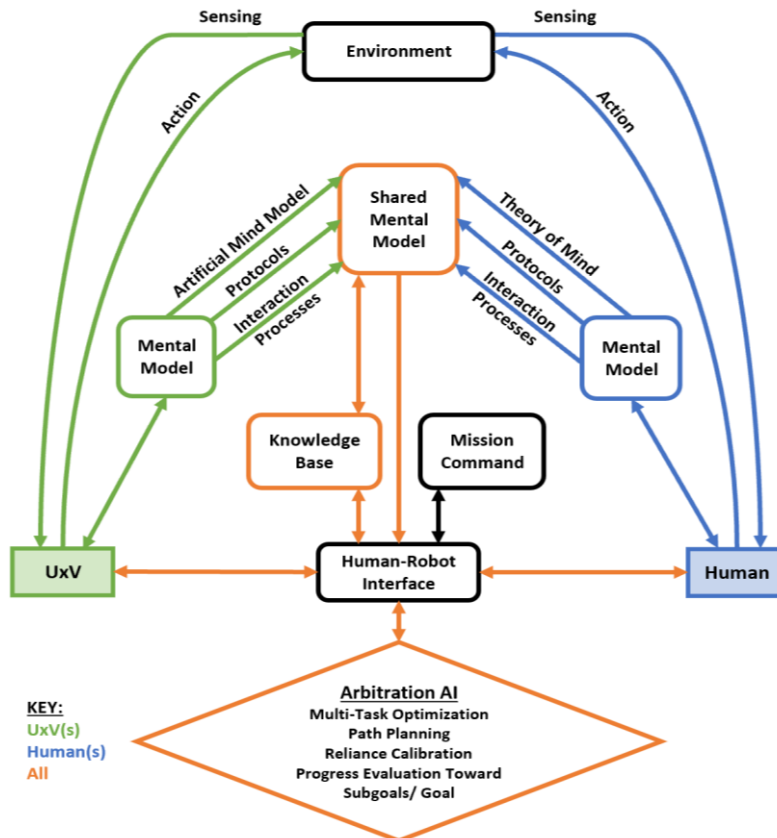 Sensing
Sensing
Environment
Action
Action
Shared
Mental
Model
Artificial Mind Model
Protocols
Interaction
Processes
Theory of Mind
Protocols
Interaction
Processes
Mental
Model
Mental
Model
Knowledge
Base
Mission
Command
UxV
Human-Robot
Interface
Human
Arbitration AI
Multi-Task Optimization
Path Planning
Reliance Calibration
Progress Evaluation Toward
Subgoals/ Goal
KEY:
UxV(s)
Human(s)
All